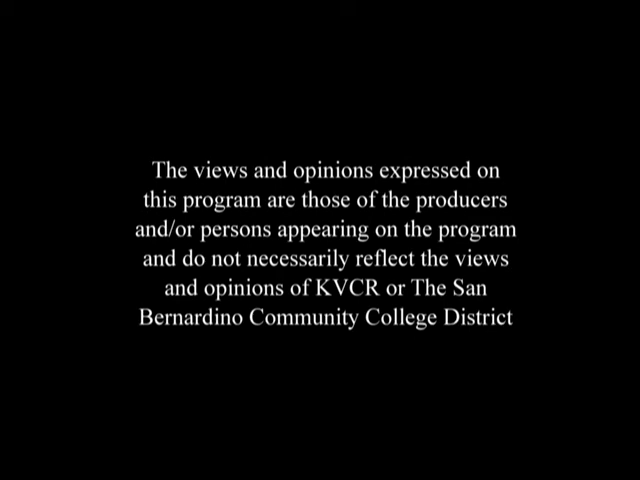 The views and opinions expressed on
this program are those of the producers
and/or persons appearing on the program
and do not necessarily reflect the views
and opinions of KVCR or The San
Bernardino Community College District